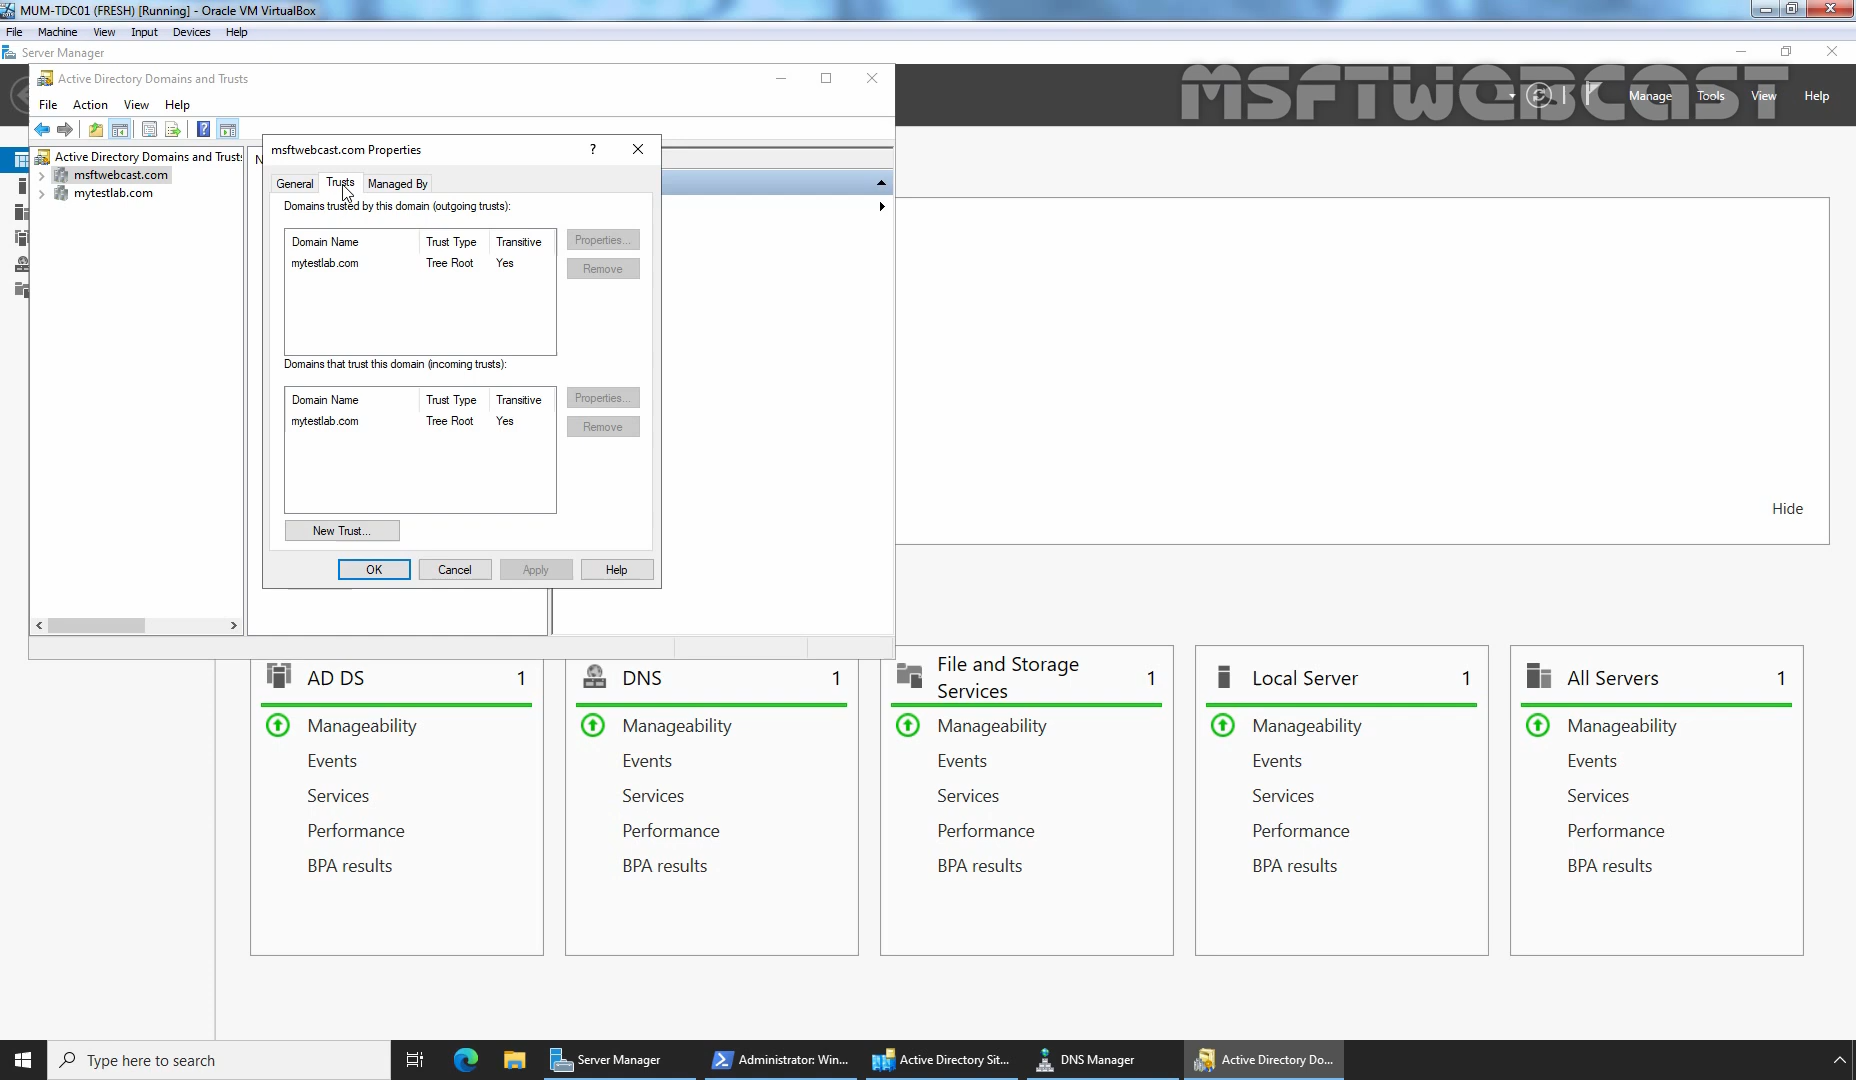 MUM-TDC01 (FRESH) [Running] - Oracle VM VirtualBox
File Machine View Input Devices Help
Server Manager
MSFTWEBCAST
Manage Tools View Help
Active Directory Domains and Trusts
File Action View Help
Active Directory Domains and Trusts
msftwebcast.com
mytestlab.com
N
msftwebcast.com Properties
? 
General Trusts Managed By
Domains trusted by this domain (outgoing trusts):
Domain Name Trust Type Transitive
mytestlab.com Tree Root Yes
Properties...
Remove
Domains that trust this domain (incoming trusts):
Domain Name Trust Type Transitive
mytestlab.com Tree Root Yes
Properties...
Remove
New Trust...
OK Cancel Apply Help
Hide
AD DS 1
Manageability
Events
Services
Performance
BPA results
DNS 1
Manageability
Events
Services
Performance
BPA results
File and Storage
Services 1
Manageability
Events
Services
Performance
BPA results
Local Server 1
Manageability
Events
Services
Performance
BPA results
All Servers 1
Manageability
Events
Services
Performance
BPA results
Type here to search
Server Manager
Administrator: Win...
Active Directory Sit...
DNS Manager
Active Directory Do...